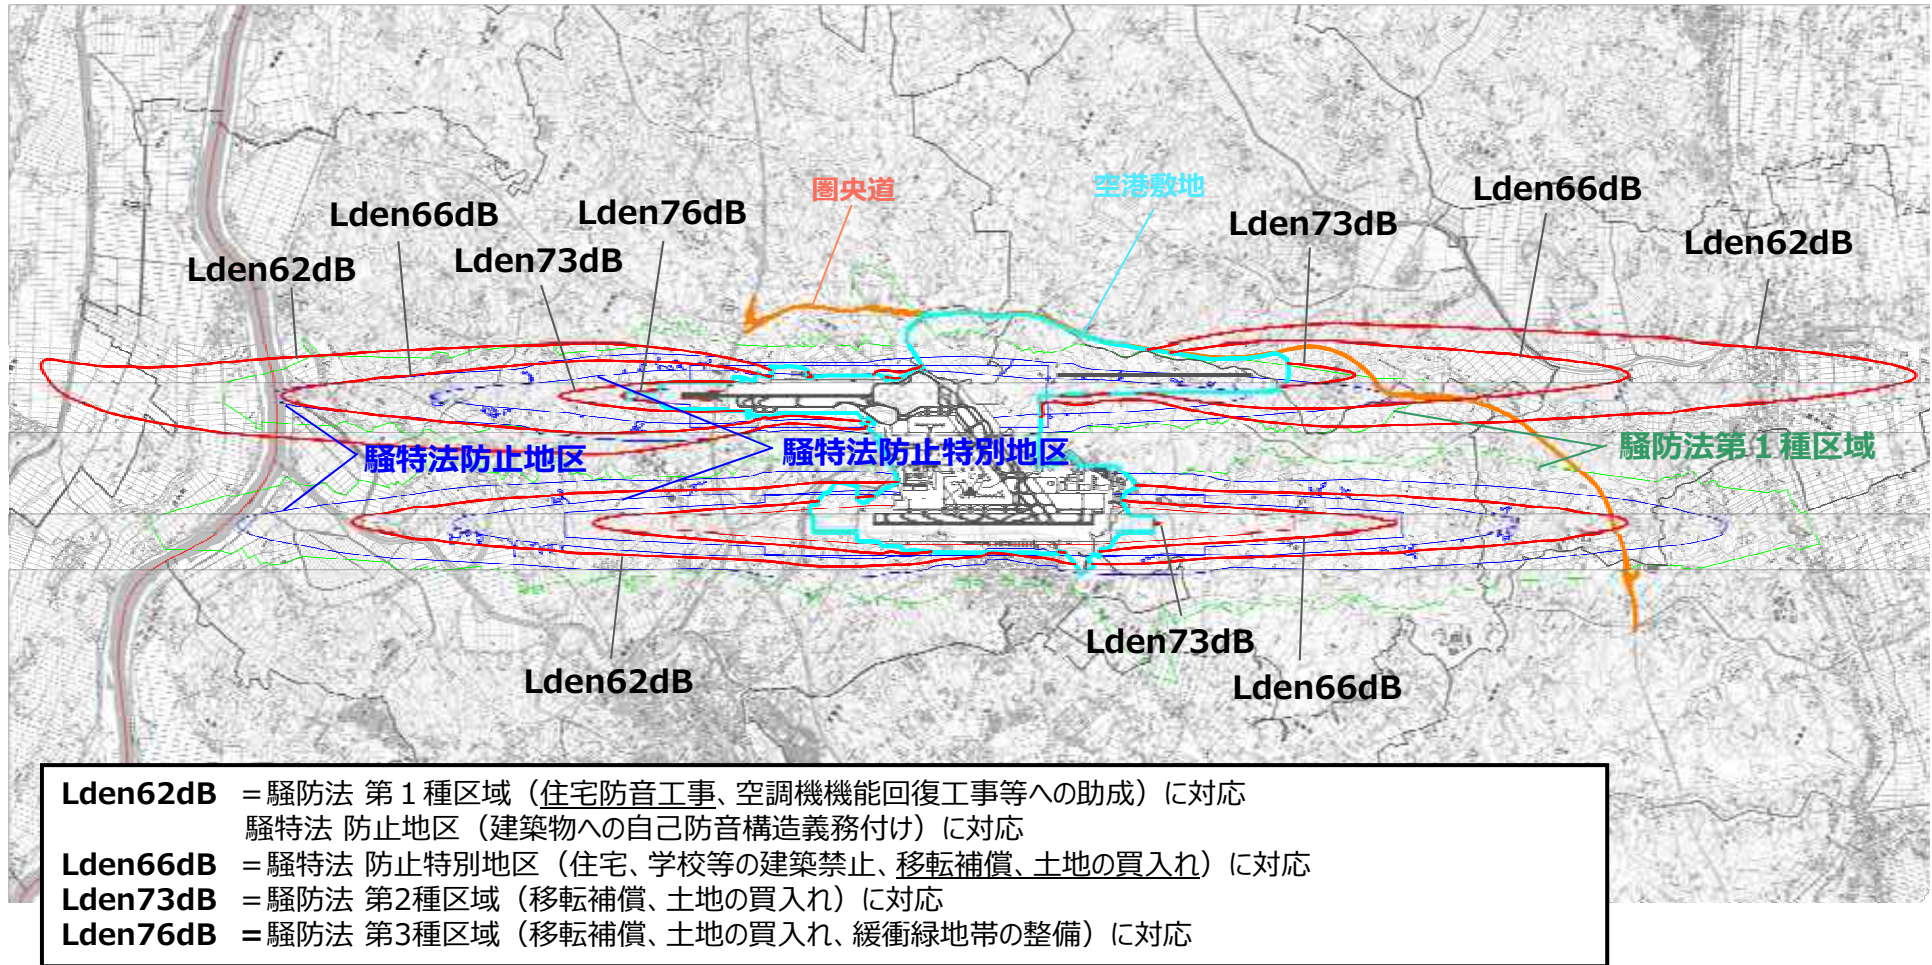 圏央道
空港敷地
Lden66dB
Lden76dB
Lden73dB
Lden62dB
Lden73dB
Lden66dB
Lden62dB
騒特法防止地区
騒特法防止特別地区
騒防法第１種区域
Lden62dB
Lden73dB
Lden66dB
Lden62dB ＝騒防法 第１種区域（住宅防音工事、空調機機能回復工事等への助成）に対応
騒特法 防止地区（建築物への自己防音構造義務付け）に対応
Lden66dB ＝騒特法 防止特別地区（住宅、学校等の建築禁止、移転補償、土地の買入れ）に対応
Lden73dB ＝騒防法 第2種区域（移転補償、土地の買入れ）に対応
Lden76dB ＝騒防法 第3種区域（移転補償、土地の買入れ、緩衝緑地帯の整備）に対応